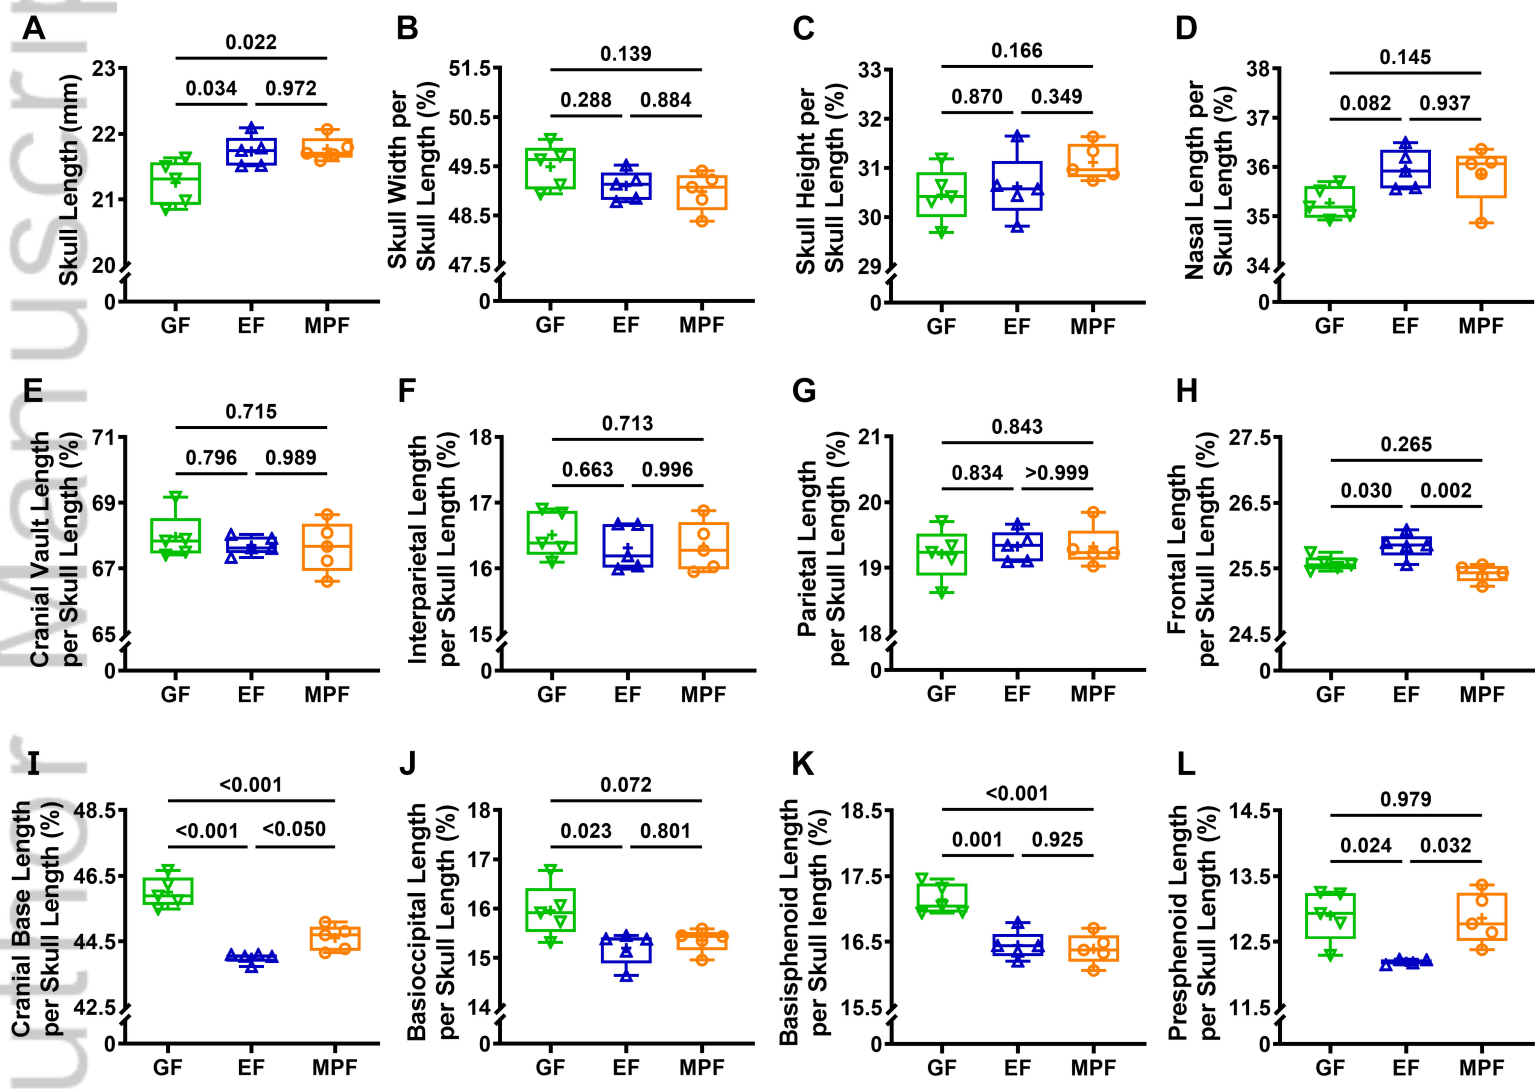 Author Manuscript
A
Skull Length (mm)
0.022
0.034
0.972
23
22
21
20
0
GF
EF
MPF
B
Skull Width per
Skull Length (%)
0.139
0.288
0.884
51.5
50.5
49.5
48.5
47.5
0
GF
EF
MPF
C
Skull Height per
Skull Length (%)
0.166
0.870
0.349
33
32
31
30
29
0
GF
EF
MPF
D
Nasal Length per
Skull Length (%)
0.145
0.082
0.937
38
37
36
35
34
0
GF
EF
MPF
E
Cranial Vault Length
per Skull Length (%)
0.715
0.796
0.989
71
69
67
65
0
GF
EF
MPF
F
Interparietal Length
per Skull Length (%)
0.713
0.663
0.996
18
17
16
15
0
GF
EF
MPF
G
Parietal Length
per Skull Length (%)
0.843
0.834
>0.999
21
20
19
18
0
GF
EF
MPF
H
Frontal Length
per Skull Length (%)
0.265
0.030
0.002
27.5
26.5
25.5
24.5
0
GF
EF
MPF
I
Cranial Base Length
per Skull Length (%)
<0.001
<0.001
<0.050
48.5
46.5
44.5
42.5
0
GF
EF
MPF
J
Basioccipital Length
per Skull Length (%)
0.072
0.023
0.801
18
17
16
15
14
0
GF
EF
MPF
K
Basisphenoid Length
per Skull length (%)
<0.001
0.001
0.925
18.5
17.5
16.5
15.5
0
GF
EF
MPF
L
Presphenoid Length
per Skull Length (%)
0.979
0.024
0.032
14.5
13.5
12.5
11.5
0
GF
EF
MPF